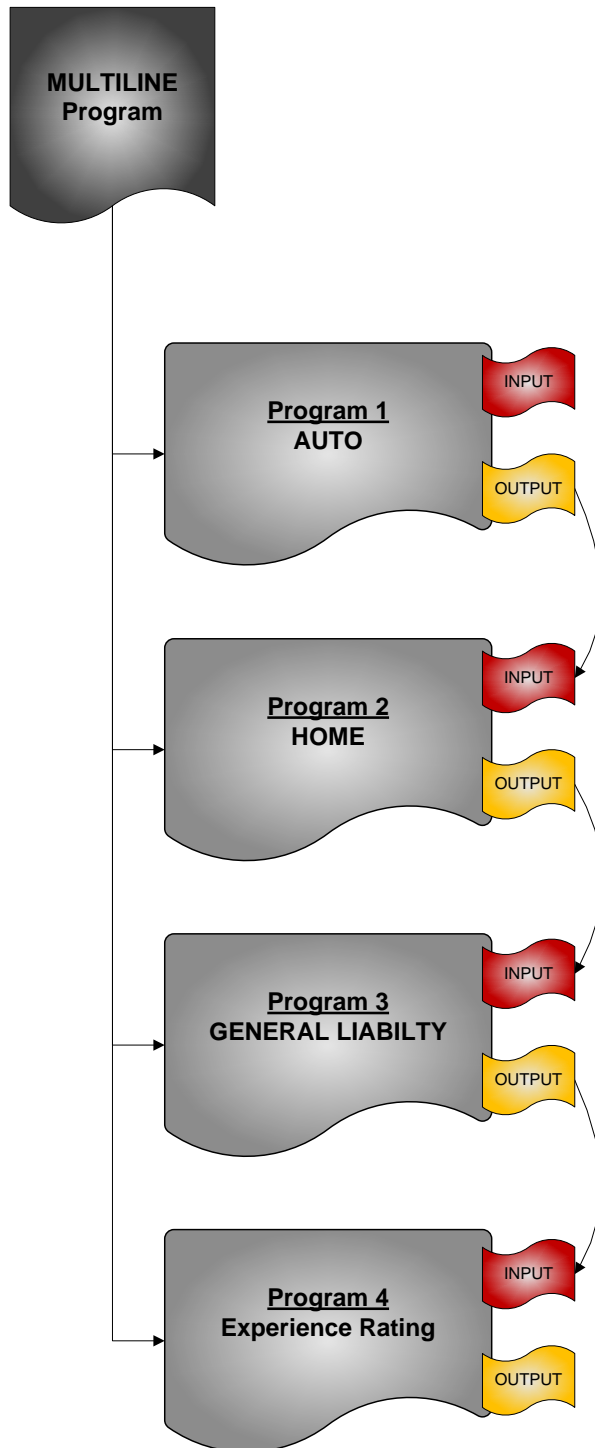 MULTILINE
Program
Program 1
AUTO
INPUT
OUTPUT
Program 2
HOME
INPUT
OUTPUT
Program 3
GENERAL LIABILTY
INPUT
OUTPUT
Program 4
Experience Rating
INPUT
OUTPUT